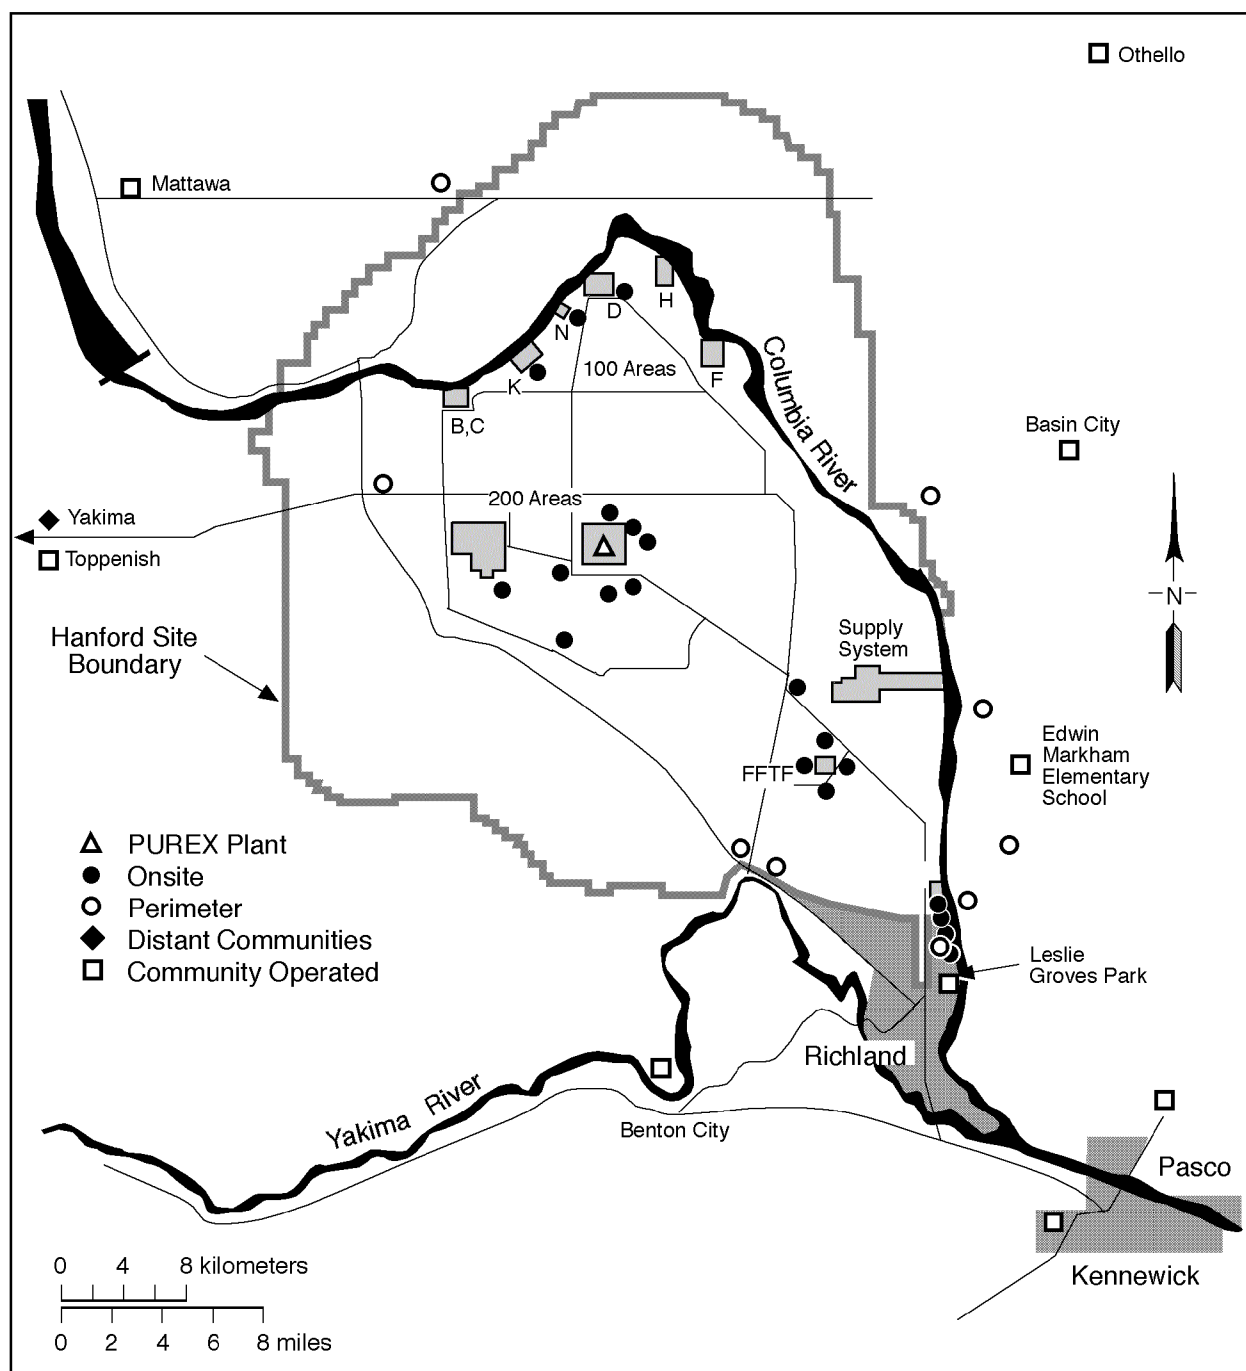 Othello
Mattawa
D
H
N
100 Areas
K
F
B,C
Columbia River
Basin City
200 Areas
Yakima
Toppenish
N
Hanford Site
Boundary
Supply
System
Edwin
Markham
Elementary
School
FFTF
PUREX Plant
Onsite
Perimeter
Distant Communities
Community Operated
Leslie
Groves Park
Richland
Yakima River
Benton City
Pasco
Kennewick
0 4 8 kilometers
0 2 4 6 8 miles